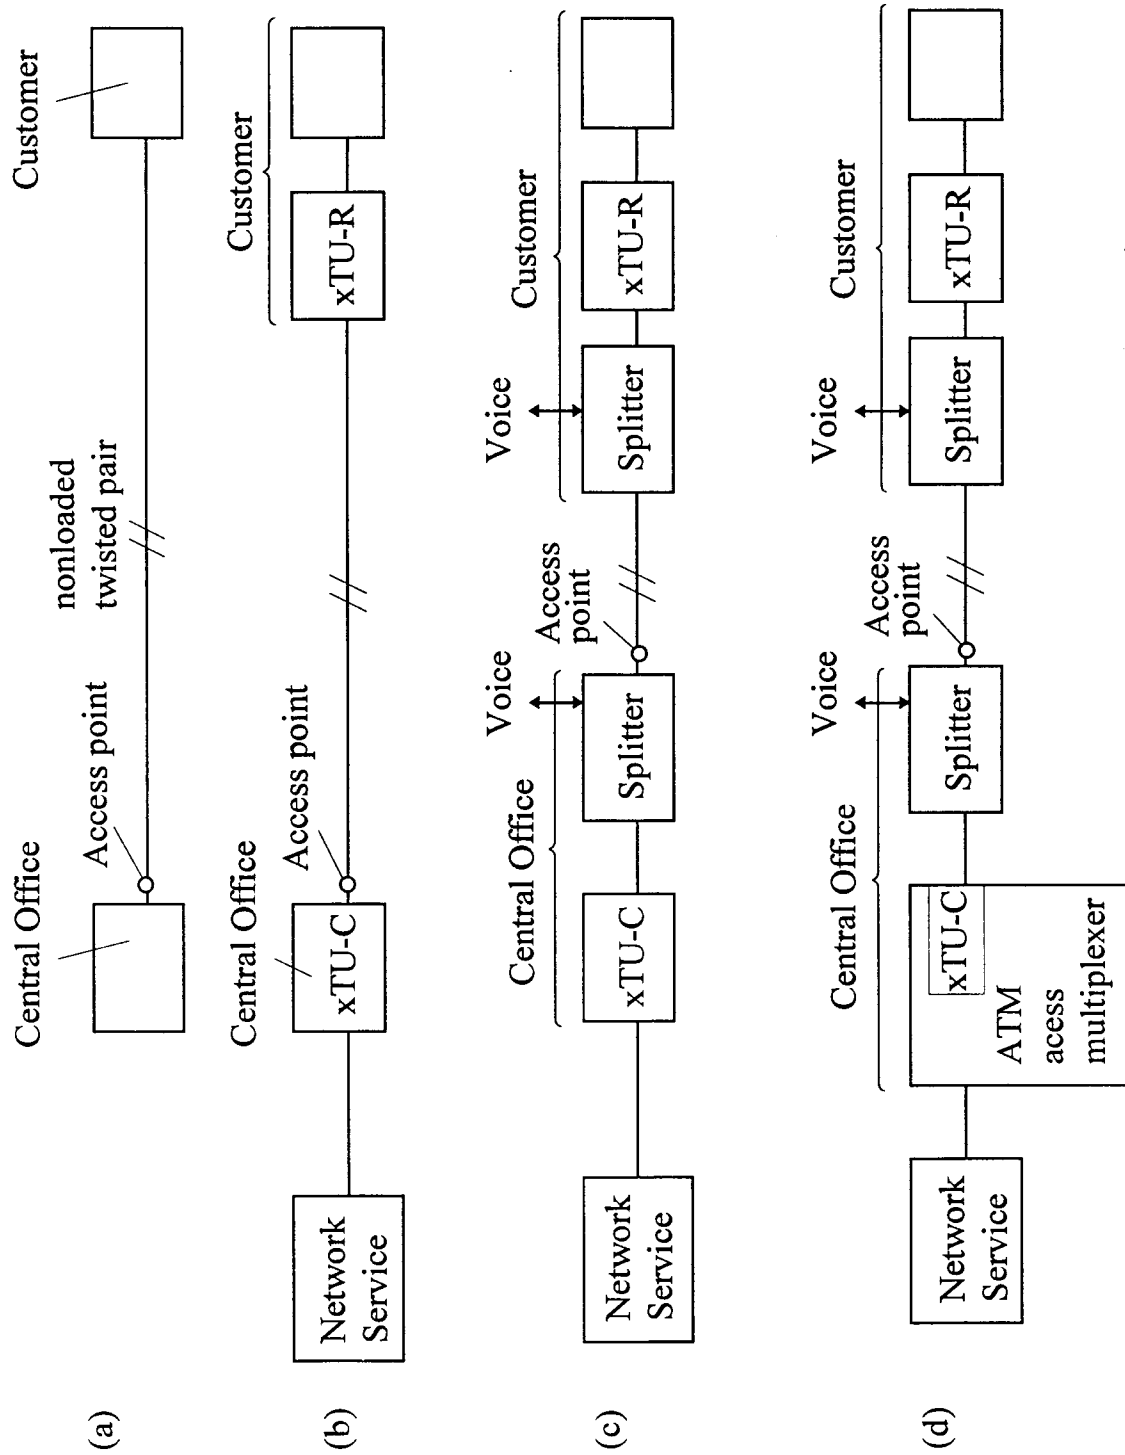 (a)
Central Office
Access point
nonloaded
twisted pair
Customer
(b)
Network
Service
Central Office
xTU-C
Access point
xTU-R
Customer
(c)
Network
Service
Central Office
xTU-C
Voice
Splitter
Access
point
Voice
Splitter
Customer
xTU-R
(d)
Network
Service
Central Office
xTU-C
ATM
acess
multiplexer
Voice
Splitter
Access
point
Voice
Splitter
Customer
xTU-R